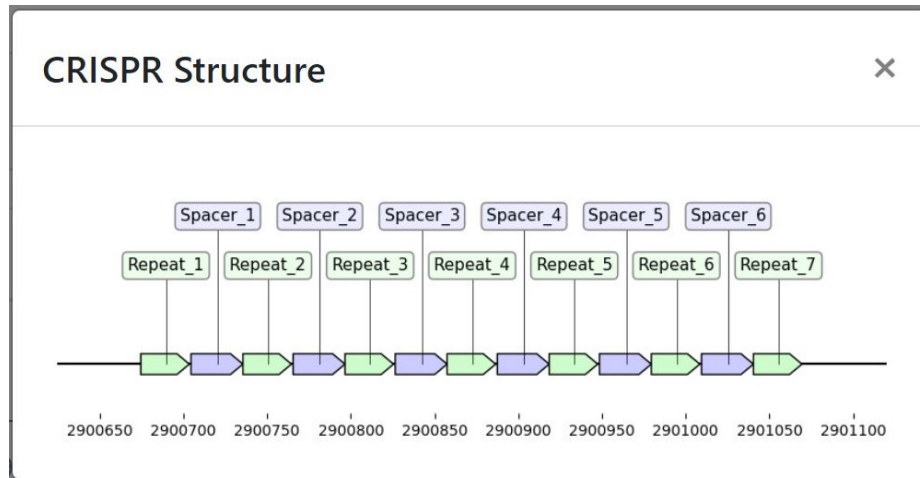 CRISPR Structure ×
Spacer_1 Spacer_2 Spacer_3 Spacer_4 Spacer_5 Spacer_6
Repeat_1 Repeat_2 Repeat_3 Repeat_4 Repeat_5 Repeat_6 Repeat_7
2900650 2900700 2900750 2900800 2900850 2900900 2900950 2901000 2901050 2901100